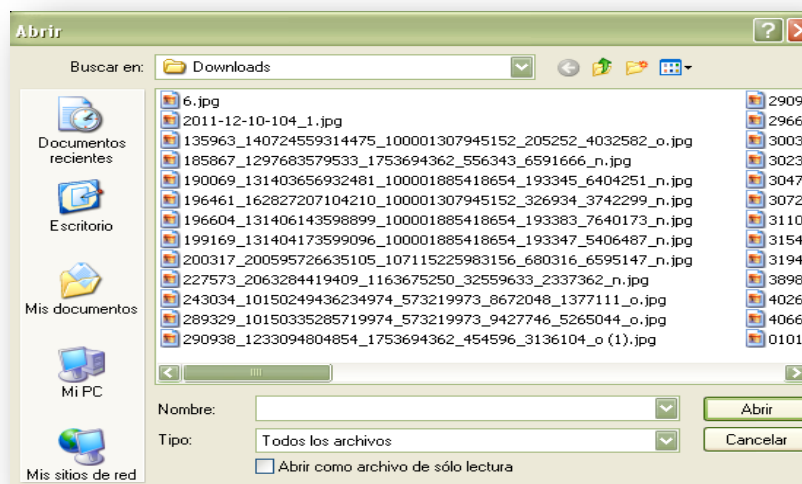 Abrir
Buscar en:
Downloads
Documentos
recientes
Escritorio
Mis documentos
Mi PC
Mis sitios de red
6.jpg
2011-12-10-104_1.jpg
135963_140724559314475_100001307945152_205252_4032582_o.jpg
185867_1297683579533_1753694362_556343_6591666_n.jpg
190069_131403656932481_100001885418654_193345_6404251_n.jpg
196461_162827207104210_100001307945152_326934_3742299_n.jpg
196604_131406143598899_100001885418654_193383_7640173_n.jpg
199169_131404173599096_100001885418654_193347_5406487_n.jpg
200317_200595726635105_107115225983156_680316_6595147_n.jpg
227573_2063284419409_1163675250_32559633_2337362_n.jpg
243034_10150249436234974_573219973_8672048_1377111_o.jpg
289329_10150335285719974_573219973_9427746_5265044_o.jpg
290938_1233094804854_1753694362_454596_3136104_o (1).jpg
2909
2966
3003
3023
3047
3072
3110
3154
3194
3898
4026
4066
0101
Nombre:
Abrir
Tipo:
Todos los archivos
Cancelar
Abrir como archivo de sólo lectura